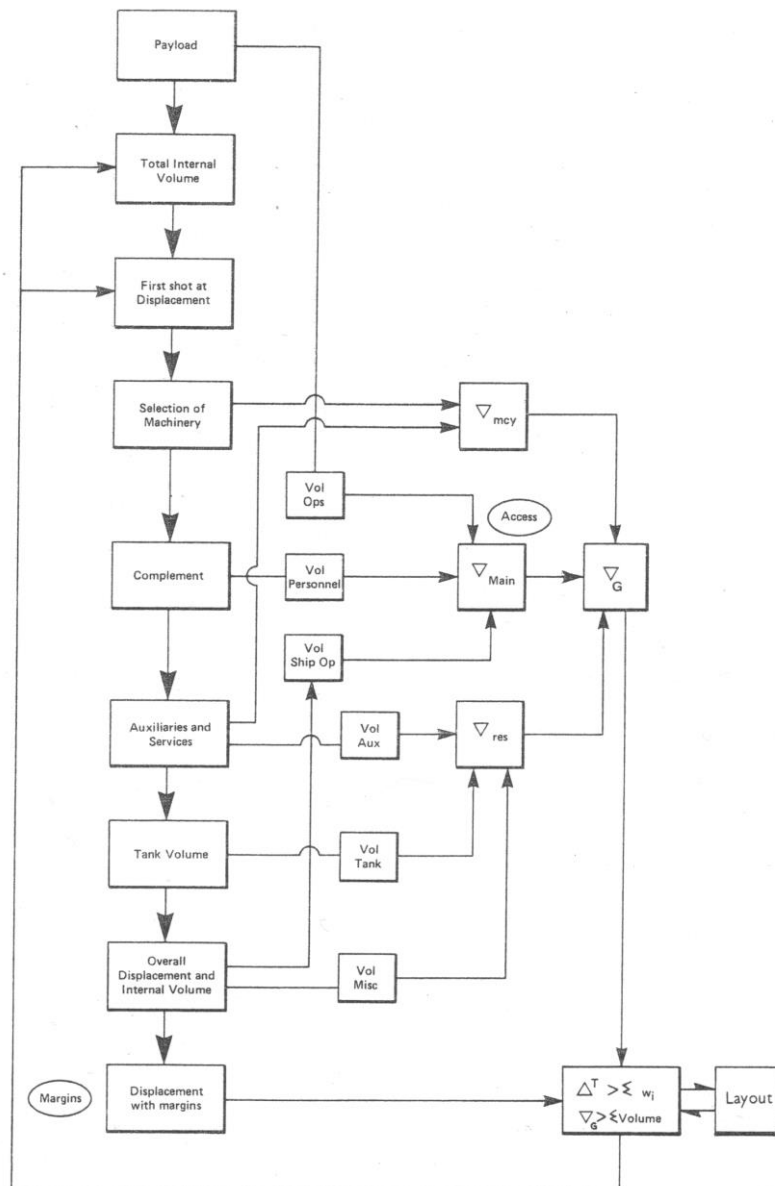 Payload
Total Internal
Volume
First shot at
Displacement
Selection of
Machinery
▽ mcy
Vol
Ops
Access
Complement
Vol
Personnel
▽ Main
▽ G
Vol
Ship Op
Auxiliaries and
Services
Vol
Aux
▽ res
Tank Volume
Vol
Tank
Overall
Displacement and
Internal Volume
Vol
Misc
Margins
Displacement
with margins
△T > Σ wi
▽G > ΣVolume
Layout